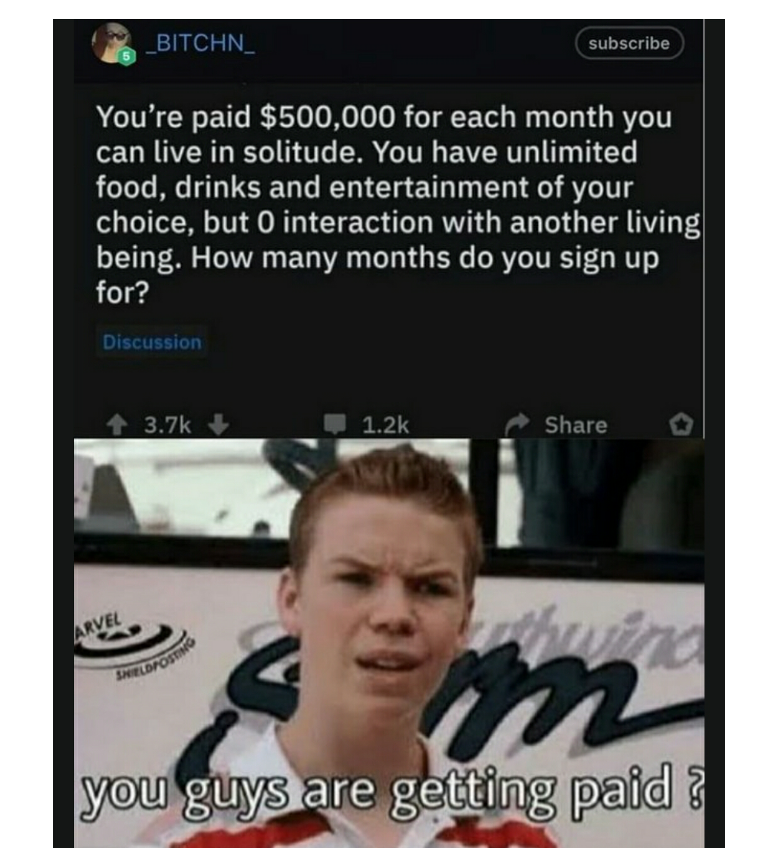 _BITCHN_
5
subscribe
You're paid $500,000 for each month you
can live in solitude. You have unlimited
food, drinks and entertainment of your
choice, but 0 interaction with another living
being. How many months do you sign up
for?
Discussion
3.7k
1.2k
Share
ARVEL
SHIELDPOSTING
thwind
you guys are getting paid ?